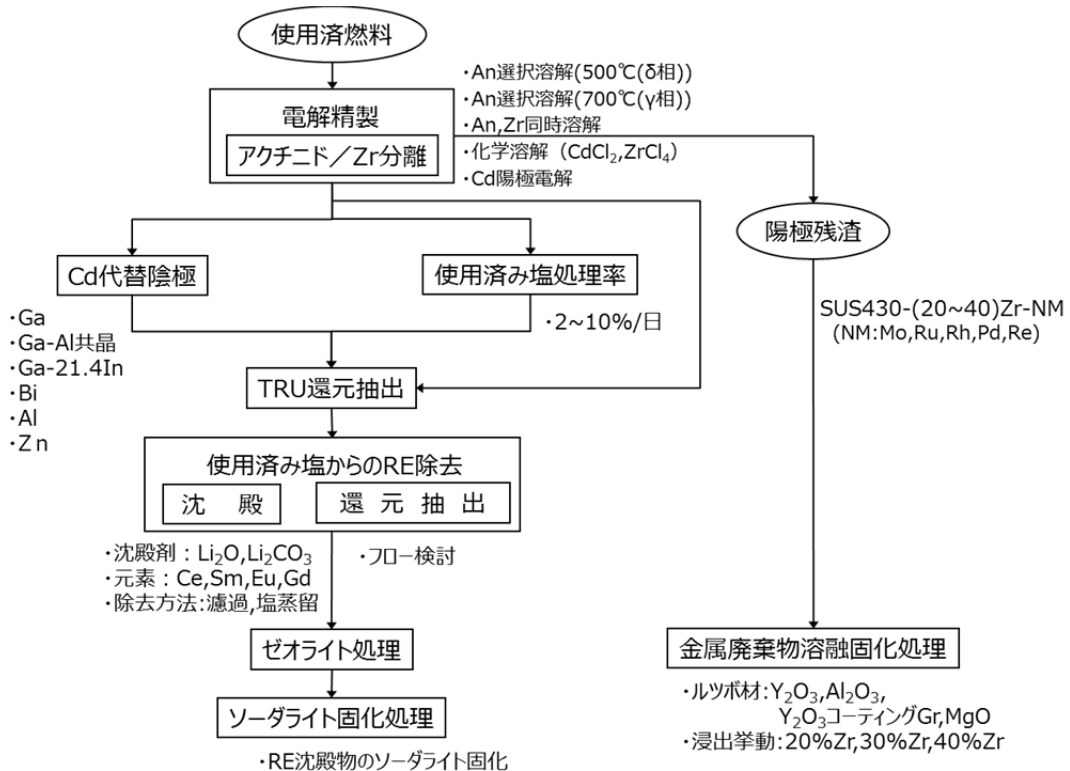 使用済燃料
電解精製
アクチニド／Zr分離
・An選択溶解(500℃(δ相))
・An選択溶解(700℃(γ相))
・An,Zr同時溶解
・化学溶解（CdCl₂,ZrCl₄）
・Cd陽極電解
陽極残渣
Cd代替陰極
使用済み塩処理率
・Ga
・Ga-Al共晶
・Ga-21.4In
・Bi
・Al
・Zn
・2~10%/日
SUS430-(20~40)Zr-NM
(NM:Mo,Ru,Rh,Pd,Re)
TRU還元抽出
使用済み塩からのRE除去
沈　殿
還 元 抽 出
・沈殿剤：Li₂O,Li₂CO₃
・元素：Ce,Sm,Eu,Gd
・除去方法:濾過,塩蒸留
・フロー検討
ゼオライト処理
金属廃棄物溶融固化処理
・ルツボ材:Y₂O₃,Al₂O₃,
Y₂O₃コーティングGr,MgO
・浸出挙動:20%Zr,30%Zr,40%Zr
ソーダライト固化処理
・RE沈殿物のソーダライト固化